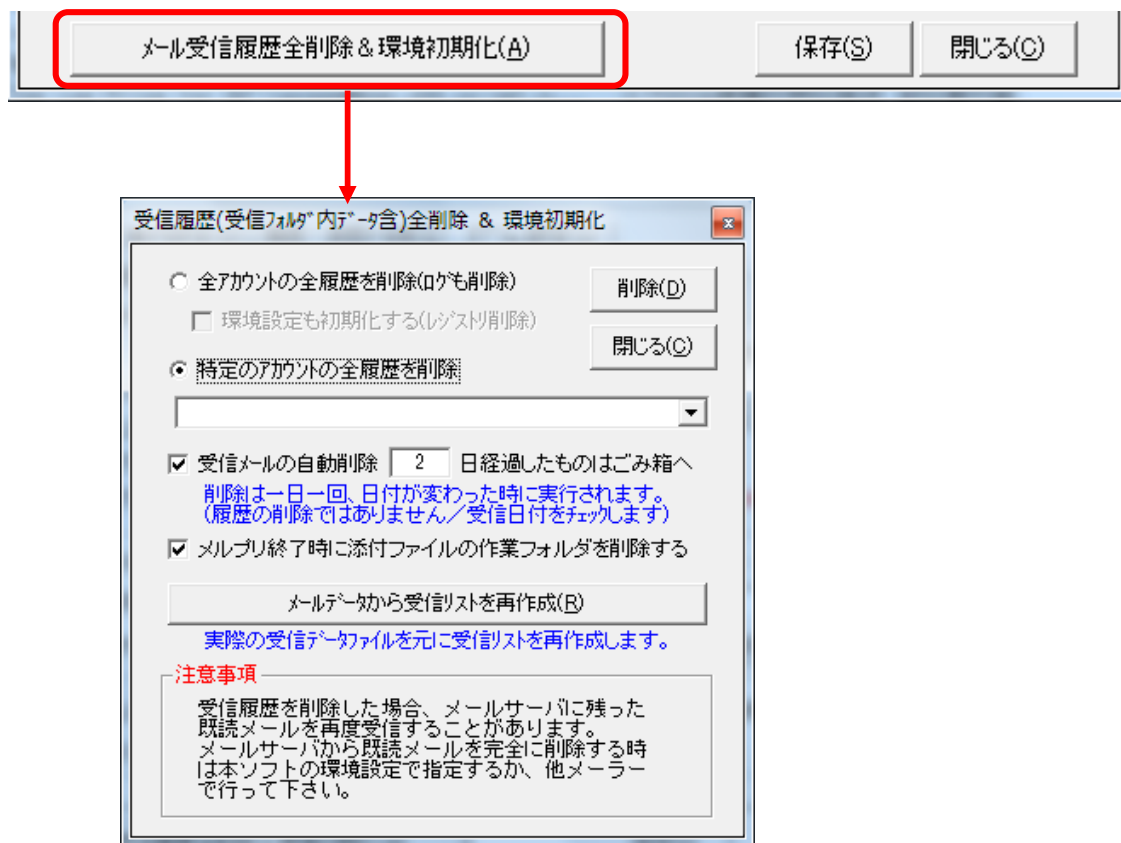 メール受信履歴全削除＆環境初期化(A)
保存(S)
閉じる(C)
受信履歴(受信ﾌｫﾙﾀﾞ内ﾃﾞｰﾀ含)全削除 ＆ 環境初期化
全アカウントの全履歴を削除(ログも削除)
削除(D)
環境設定も初期化する(レジストリ削除)
閉じる(C)
特定のアカウントの全履歴を削除
受信メールの自動削除 2 日経過したものはごみ箱へ
削除は一日一回、日付が変わった時に実行されます。
(履歴の削除ではありません／受信日付をﾁｪｯｸします)
メルプリ終了時に添付ファイルの作業フォルダを削除する
メールデータから受信リストを再作成(R)
実際の受信ﾃﾞｰﾀﾌｧｲﾙを元に受信リストを再作成します。
注意事項
受信履歴を削除した場合、メールサーバに残った
既読メールを再度受信することがあります。
メールサーバから既読メールを完全に削除する時
は本ソフトの環境設定で指定するか、他メーラー
で行って下さい。